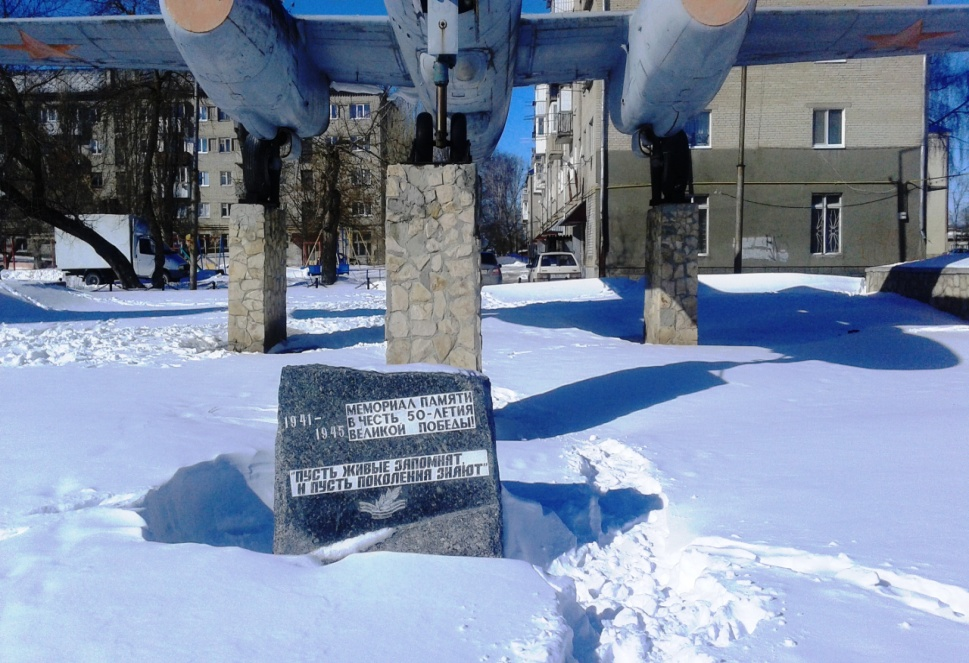 1941-
1945
МЕМОРИАЛ ПАМЯТИ
В ЧЕСТЬ 50-ЛЕТИЯ
ВЕЛИКОЙ ПОБЕДЫ!
"ПУСТЬ ЖИВЫЕ ЗАПОМНЯТ,
И ПУСТЬ ПОКОЛЕНИЯ ЗНАЮТ"